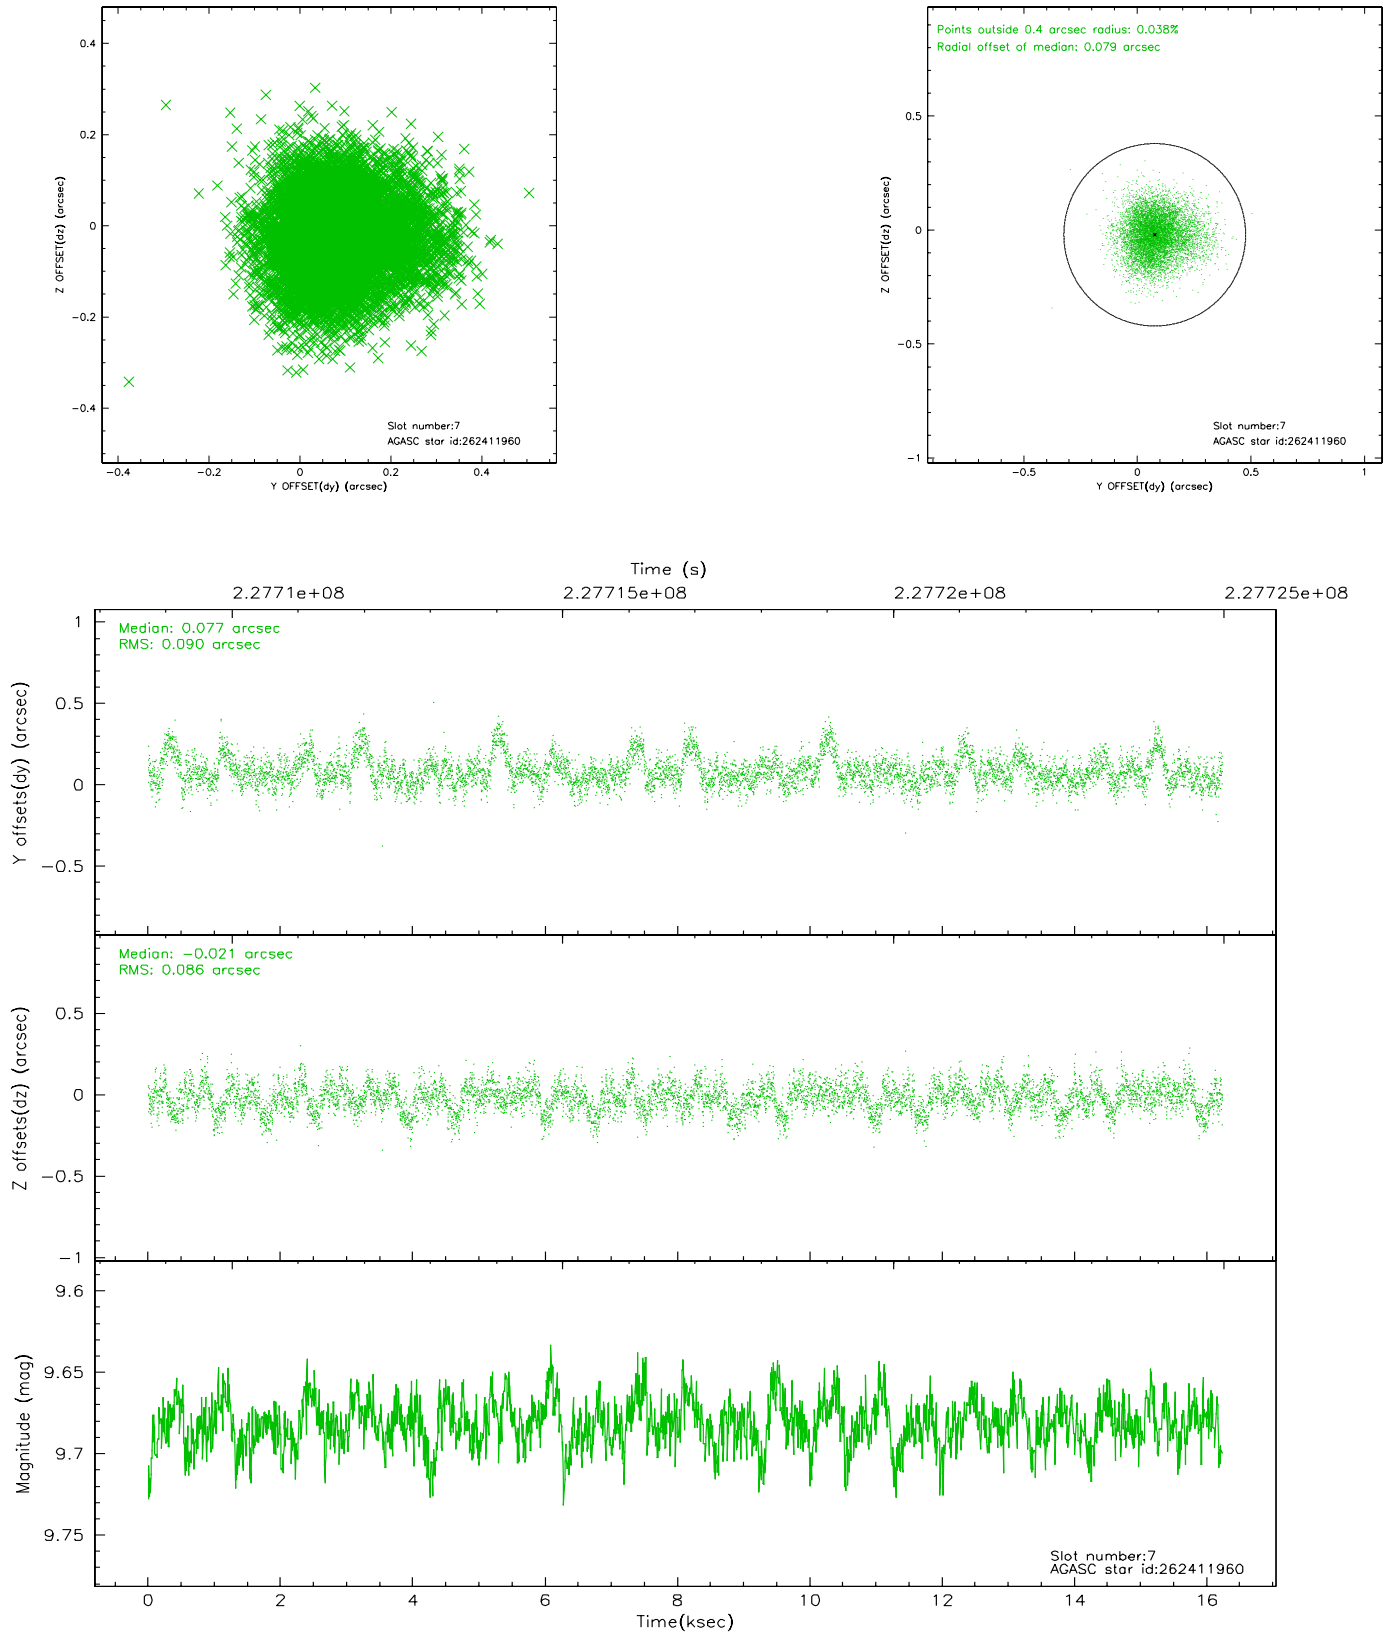 0.4
0.2
0
−0.2
−0.4
Z OFFSET(dz) (arcsec)
−0.4 −0.2 0 0.2 0.4
Y OFFSET(dy) (arcsec)
Slot number:7
AGASC star id:262411960
Points outside 0.4 arcsec radius: 0.038%
Radial offset of median: 0.079 arcsec
0.5
0
−0.5
−1
Z OFFSET(dz) (arcsec)
−0.5 0 0.5 1
Y OFFSET(dy) (arcsec)
Slot number:7
AGASC star id:262411960
Time (s)
2.2771e+08 2.27715e+08 2.2772e+08 2.27725e+08
Median: 0.077 arcsec
RMS: 0.090 arcsec
1
0.5
0
−0.5
Y offsets(dy) (arcsec)
Median: −0.021 arcsec
RMS: 0.086 arcsec
0.5
0
−0.5
−1
Z offsets(dz) (arcsec)
9.6
9.65
9.7
9.75
Magnitude (mag)
Slot number:7
AGASC star id:262411960
0 2 4 6 8 10 12 14 16
Time(ksec)